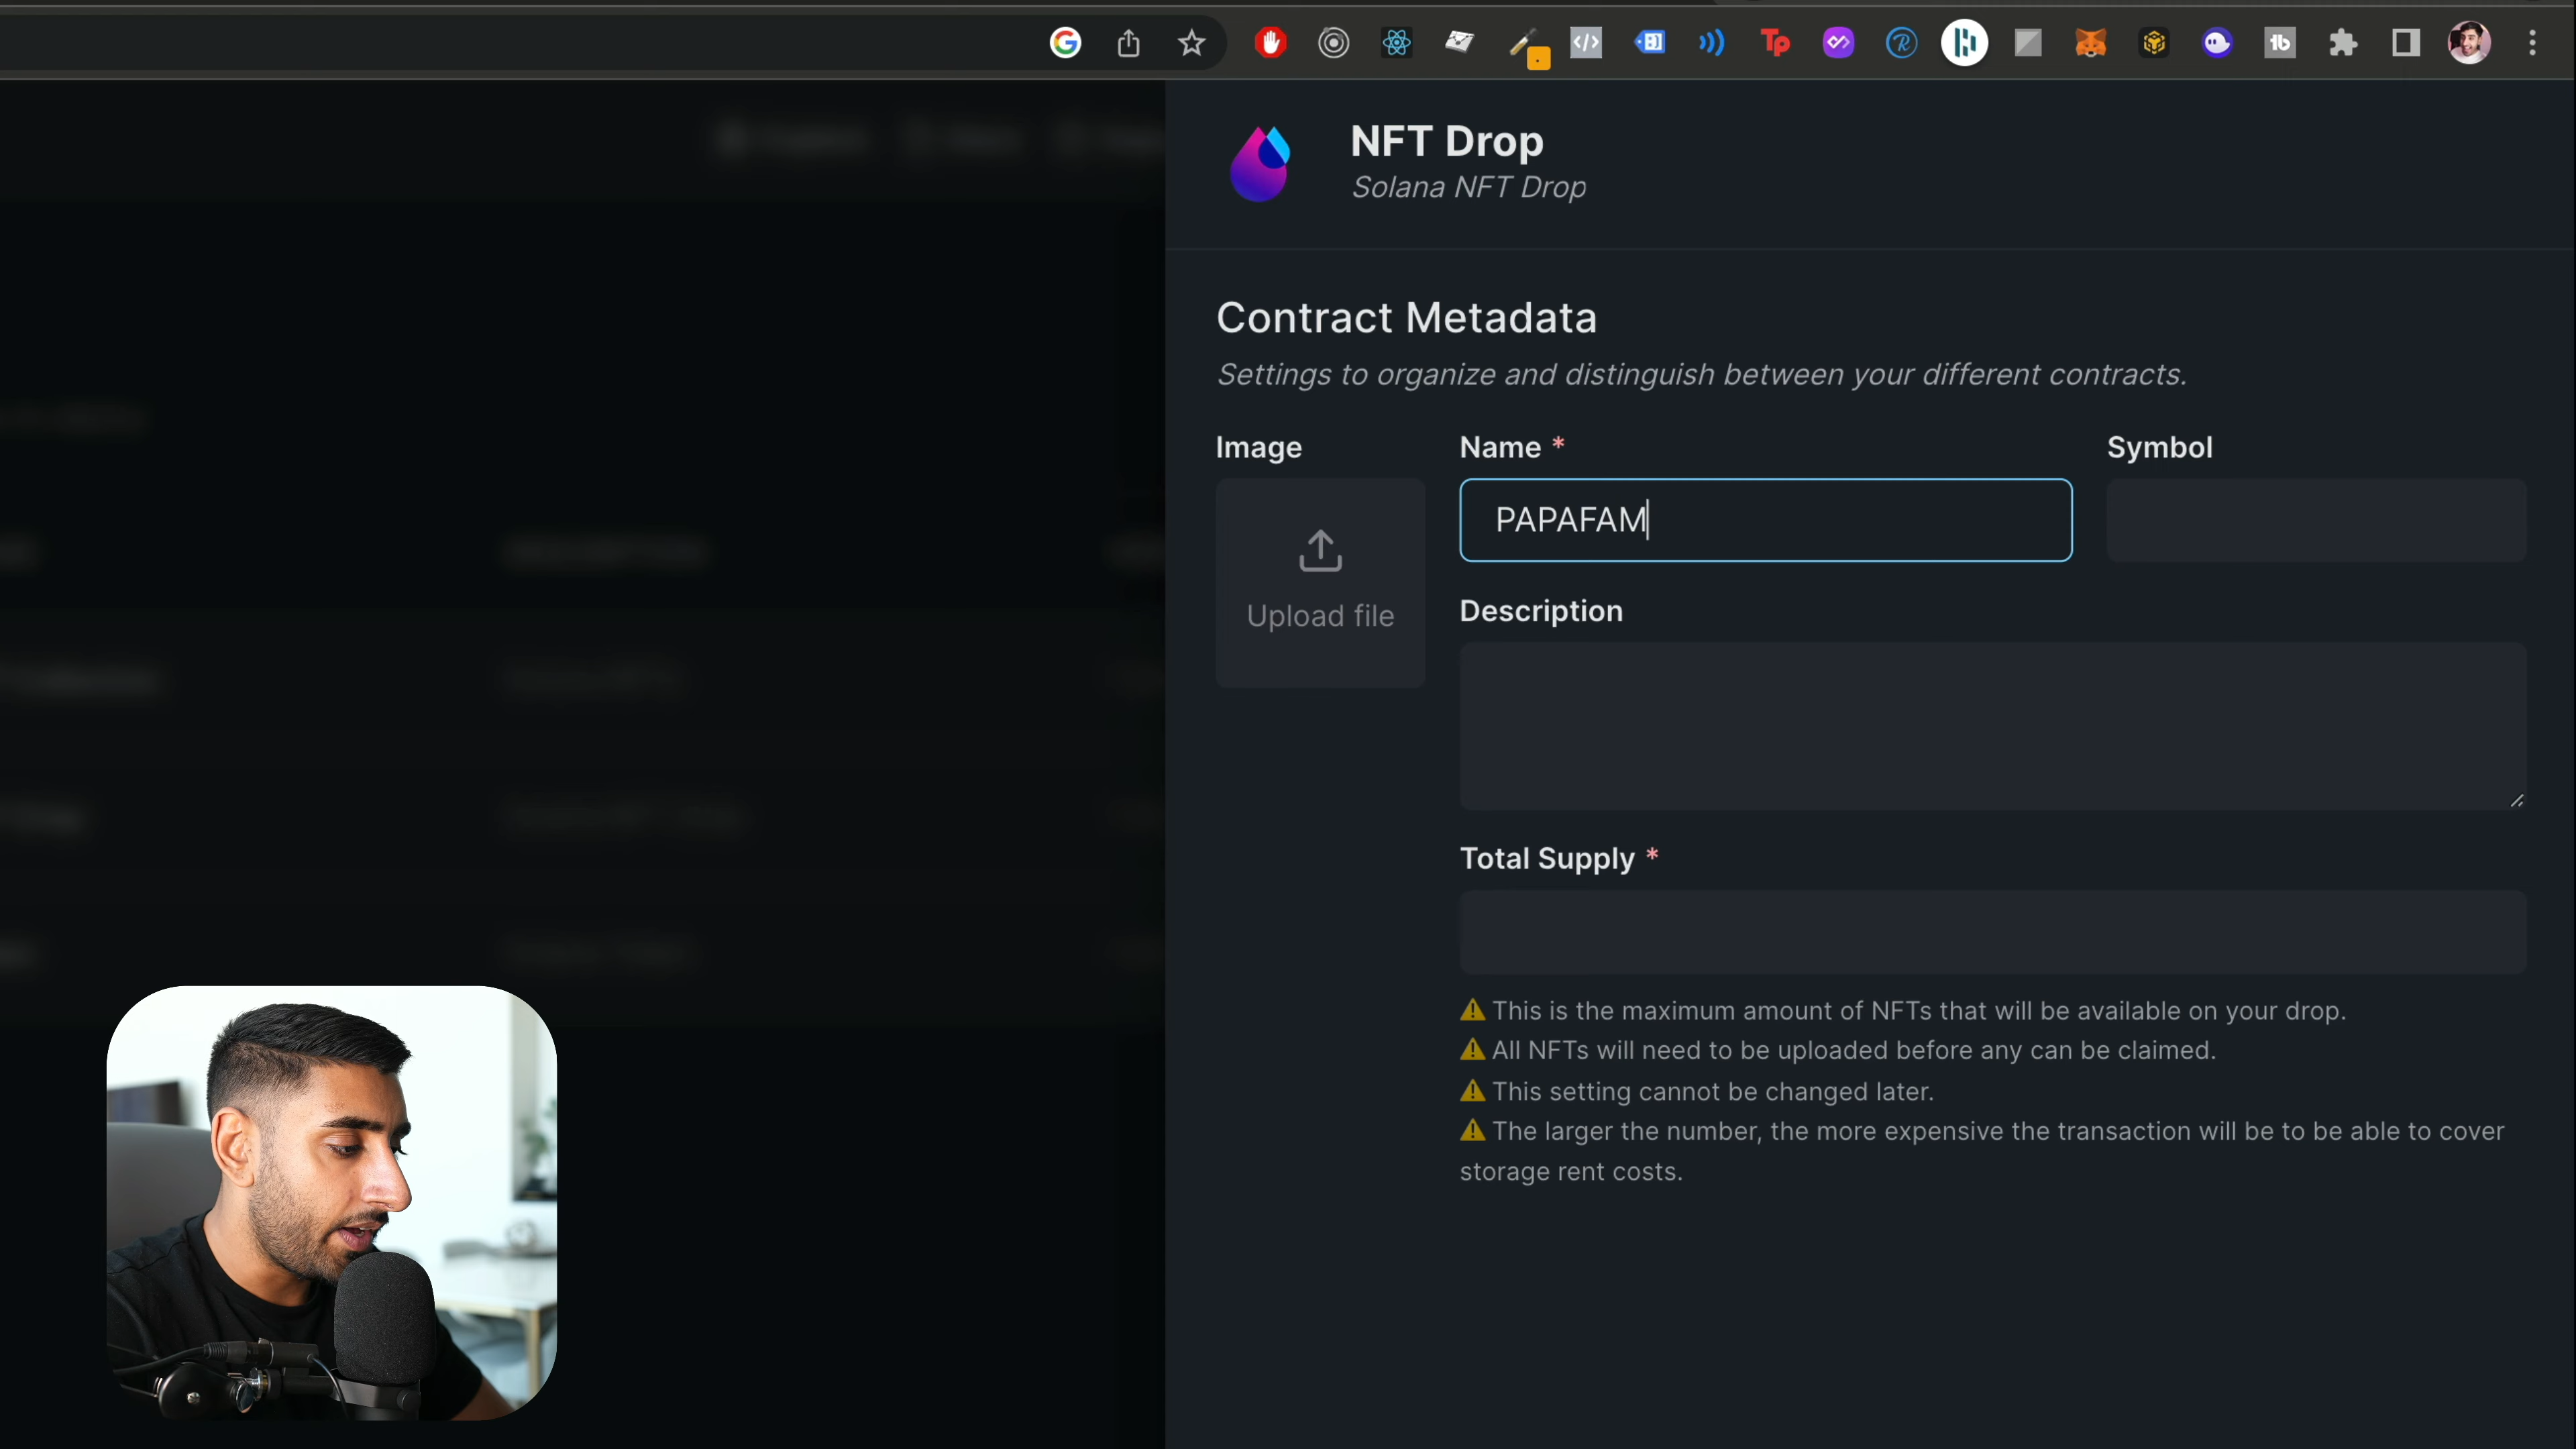 NFT Drop
Solana NFT Drop
Contract Metadata
Settings to organize and distinguish between your different contracts.
Image
Name *
Symbol
Upload file
PAPAFAM
Description
Total Supply *
⚠ This is the maximum amount of NFTs that will be available on your drop.
⚠ All NFTs will need to be uploaded before any can be claimed.
⚠ This setting cannot be changed later.
⚠ The larger the number, the more expensive the transaction will be to be able to cover
storage rent costs.